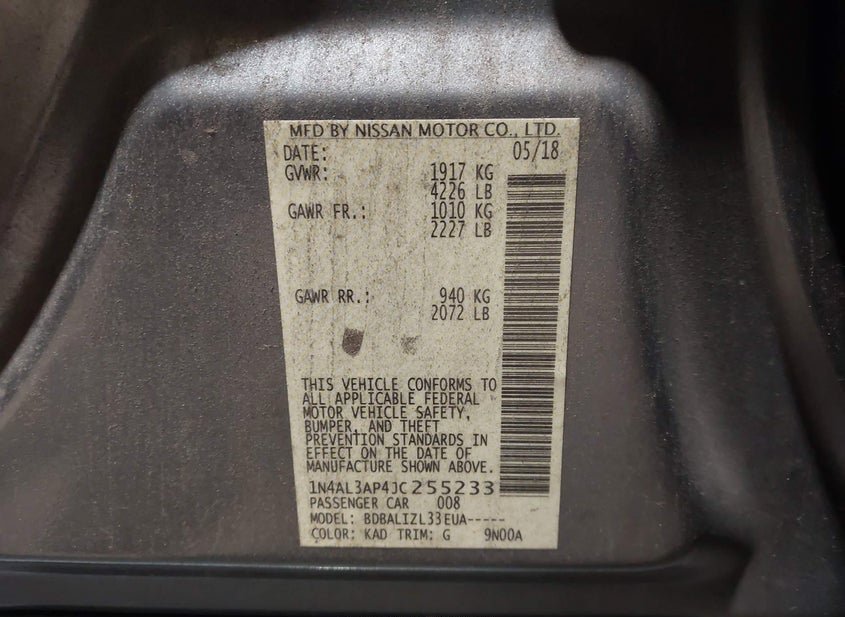 MFD BY NISSAN MOTOR CO., LTD.
DATE: 05/18
GVWR: 1917 KG
4226 LB
GAWR FR.: 1010 KG
2227 LB
GAWR RR.: 940 KG
2072 LB
THIS VEHICLE CONFORMS TO
ALL APPLICABLE FEDERAL
MOTOR VEHICLE SAFETY,
BUMPER, AND THEFT
PREVENTION STANDARDS IN
EFFECT ON THE DATE OF
MANUFACTURE SHOWN ABOVE.
1N4AL3AP4JC255233
PASSENGER CAR 008
MODEL: BDBALIZL33EUA-----
COLOR: KAD TRIM: G 9N00A